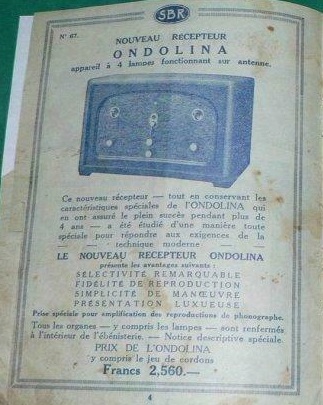 SBR
N° 67.
NOUVEAU RÉCEPTEUR
ONDOLINA
appareil à 4 lampes fonctionnant sur antenne.
Ce nouveau récepteur — tout en conservant les
caractéristiques spéciales de l'ONDOLINA qui
en ont assuré le plein succès pendant plus de
4 ans — a été étudié d'une manière toute
spéciale pour répondre aux exigences de la
— — technique moderne — —
LE NOUVEAU RECEPTEUR ONDOLINA
présente les avantages suivants :
SÉLECTIVITÉ REMARQUABLE
FIDÉLITÉ DE REPRODUCTION
SIMPLICITÉ DE MANŒUVRE
PRÉSENTATION LUXUEUSE
Prise spéciale pour amplification des reproductions de phonographe.
Tous les organes — y compris les lampes — sont renfermés
à l'intérieur de l'ébénisterie. — Notice descriptive spéciale
PRIX DE L'ONDOLINA
y compris le jeu de cordons
Francs 2,560.—
4